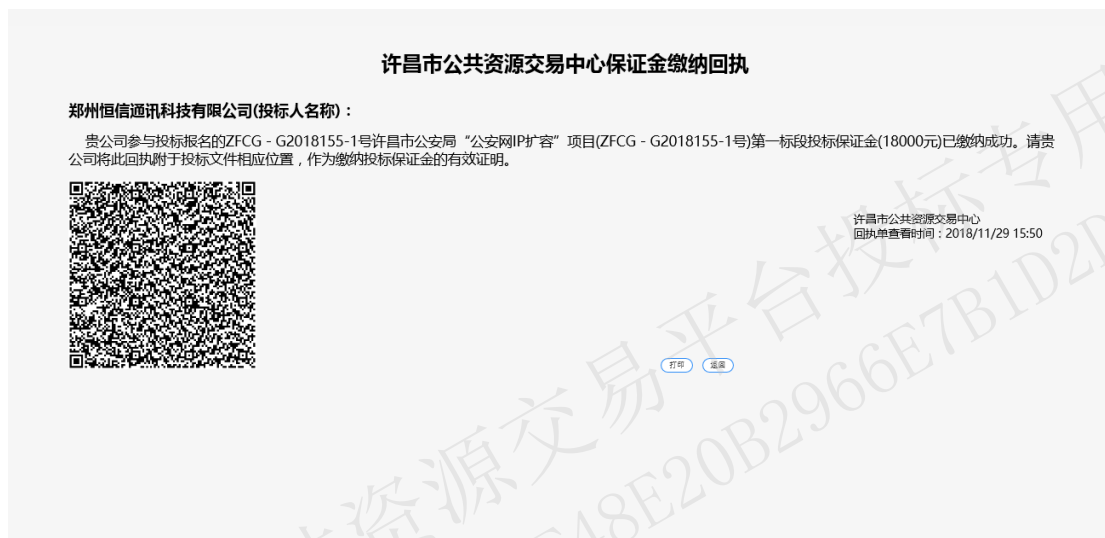 许昌市公共资源交易中心保证金缴纳回执
郑州恒信通讯科技有限公司(投标人名称)：
贵公司参与投标报名的ZFCG - G2018155-1号许昌市公安局“公安网IP扩容”项目(ZFCG - G2018155-1号)第一标段投标保证金(18000元)已缴纳成功。请贵
公司将此回执附于投标文件相应位置，作为缴纳投标保证金的有效证明。
许昌市公共资源交易中心
回执单查看时间：2018/11/29 15:50
打印 返回
资源交易平台投标专用
48E20B2966E7B1D2D